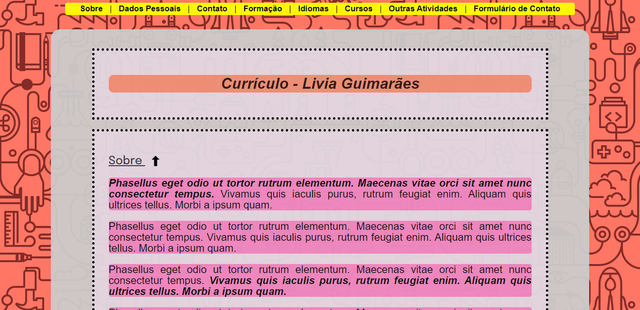 Sobre | Dados Pessoais | Contato | Formação | Idiomas | Cursos | Outras Atividades | Formulário de Contato
Currículo - Livia Guimarães
Sobre
Phasellus eget odio ut tortor rutrum elementum. Maecenas vitae orci sit amet nunc
consectetur tempus. Vivamus quis iaculis purus, rutrum feugiat enim. Aliquam quis
ultrices tellus. Morbi a ipsum quam.
Phasellus eget odio ut tortor rutrum elementum. Maecenas vitae orci sit amet nunc
consectetur tempus. Vivamus quis iaculis purus, rutrum feugiat enim. Aliquam quis ultrices
tellus. Morbi a ipsum quam.
Phasellus eget odio ut tortor rutrum elementum. Maecenas vitae orci sit amet nunc
consectetur tempus. Vivamus quis iaculis purus, rutrum feugiat enim. Aliquam quis
ultrices tellus. Morbi a ipsum quam.